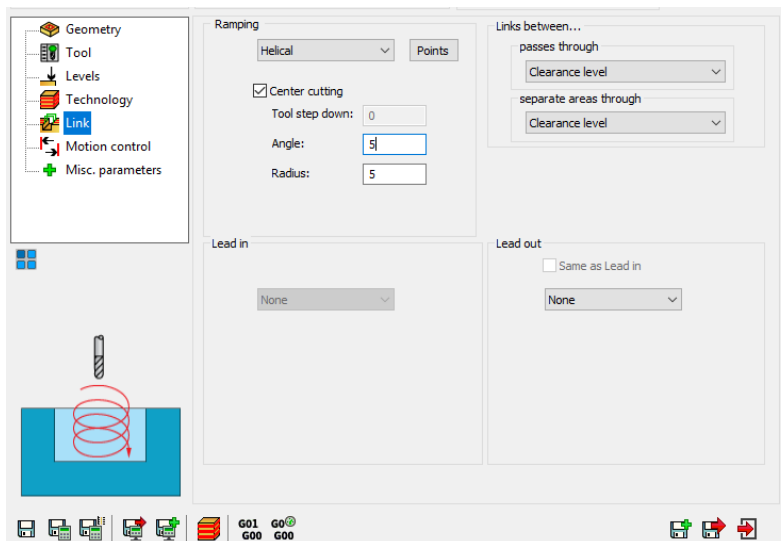 Geometry
Tool
Levels
Technology
Link
Motion control
Misc. parameters
Ramping
Helical
Points
Center cutting
Tool step down: 0
Angle: 5
Radius: 5
Links between...
passes through
Clearance level
separate areas through
Clearance level
Lead in
None
Lead out
Same as Lead in
None
G01 G0
G00 G00